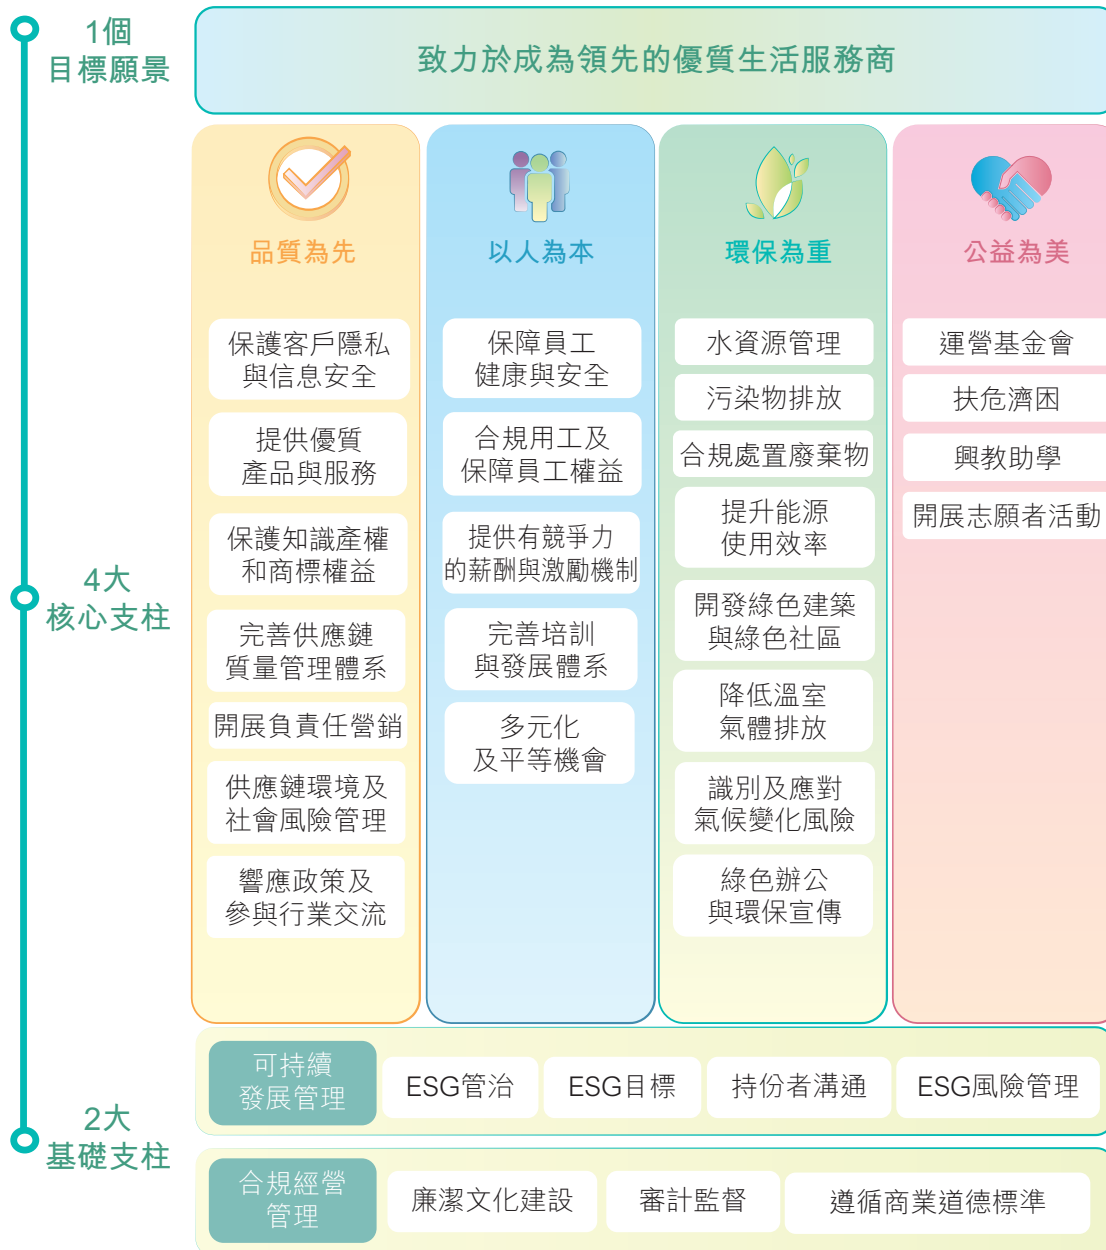 1個
目標願景
致力於成為領先的優質生活服務商
4大
核心支柱
品質為先
保護客戶隱私
與信息安全
提供優質
產品與服務
保護知識產權
和商標權益
完善供應鏈
質量管理體系
開展負責任營銷
供應鏈環境及
社會風險管理
響應政策及
參與行業交流
以人為本
保障員工
健康與安全
合規用工及
保障員工權益
提供有競爭力
的薪酬與激勵機制
完善培訓
與發展體系
多元化
及平等機會
環保為重
水資源管理
污染物排放
合規處置廢棄物
提升能源
使用效率
開發綠色建築
與綠色社區
降低溫室
氣體排放
識別及應對
氣候變化風險
綠色辦公
與環保宣傳
公益為美
運營基金會
扶危濟困
興教助學
開展志願者活動
2大
基礎支柱
可持續
發展管理
ESG管治
ESG目標
持份者溝通
ESG風險管理
合規經營
管理
廉潔文化建設
審計監督
遵循商業道德標準